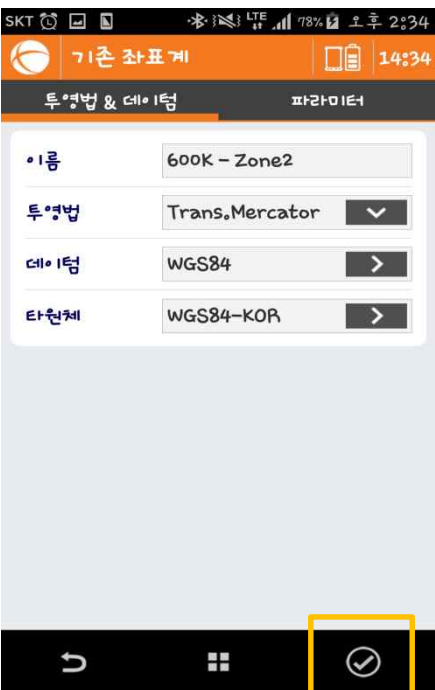 SKT LTE 78% 오후 2:34
기존 좌표계 14:34
투영법 & 데이텀 파라미터
이름 600K - Zone2
투영법 Trans.Mercator
데이텀 WGS84
타원체 WGS84-KOR